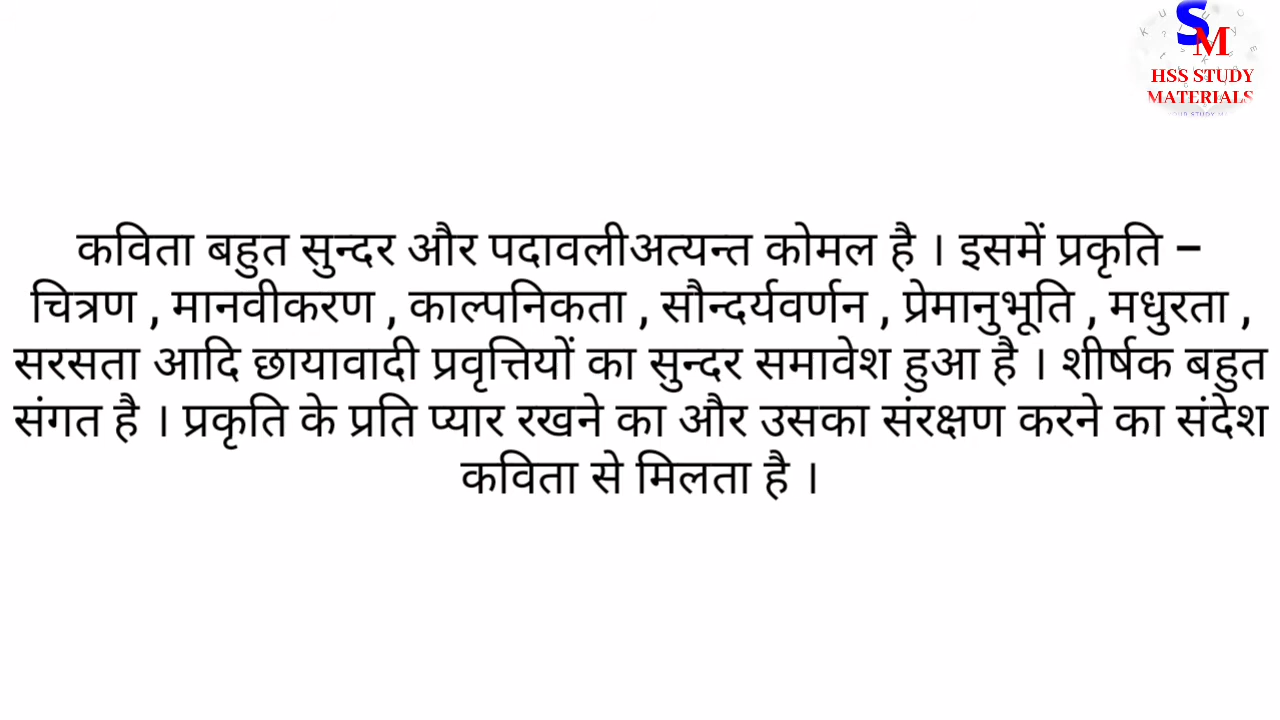 SM
HSS STUDY
MATERIALS
कविता बहुत सुन्दर और पदावलीअत्यन्त कोमल है । इसमें प्रकृति –
चित्रण , मानवीकरण , काल्पनिकता , सौन्दर्यवर्णन , प्रेमानुभूति , मधुरता ,
सरसता आदि छायावादी प्रवृत्तियों का सुन्दर समावेश हुआ है । शीर्षक बहुत
संगत है । प्रकृति के प्रति प्यार रखने का और उसका संरक्षण करने का संदेश
कविता से मिलता है ।